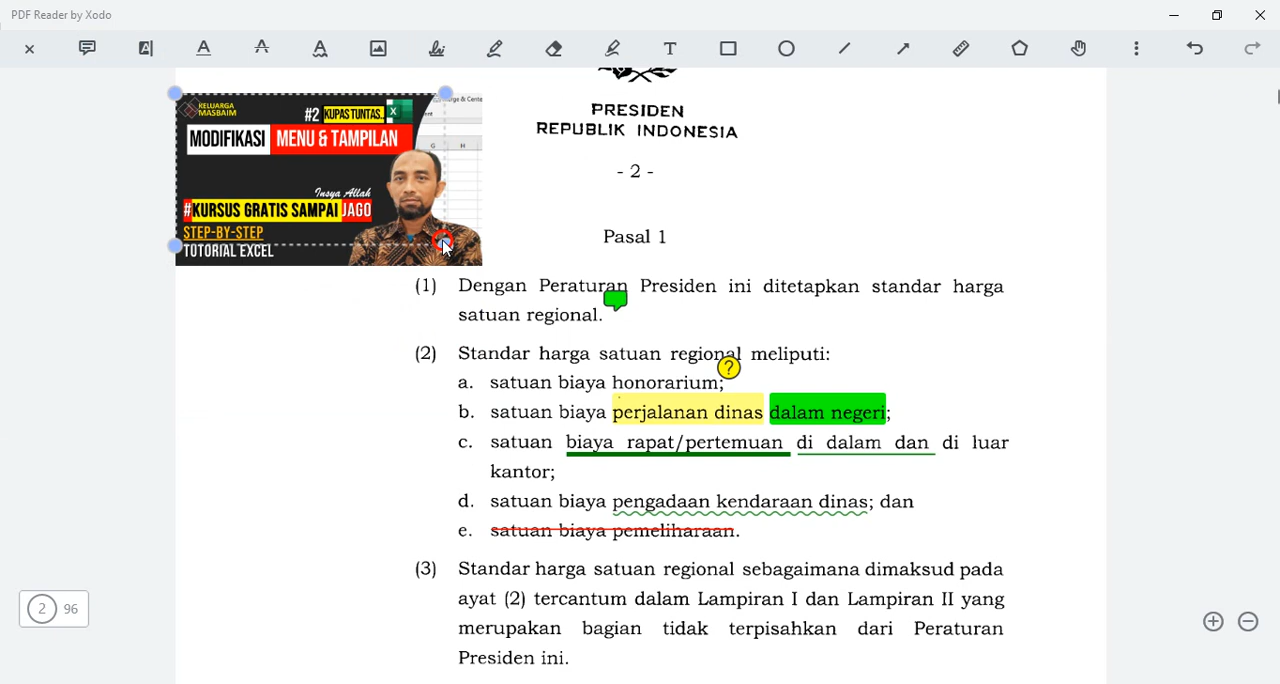 PDF Reader by Xodo
PRESIDEN
REPUBLIK INDONESIA
- 2 -
KELUARGA
MASBAIM
#2 KUPAS TUNTAS..
MODIFIKASI MENU & TAMPILAN
G H
Insya Allah
#KURSUS GRATIS SAMPAI JAGO
STEP-BY-STEP
TOTORIAL EXCEL
Pasal 1
(1) Dengan Peraturan Presiden ini ditetapkan standar harga
satuan regional.
(2) Standar harga satuan regional meliputi:
a. satuan biaya honorarium;
b. satuan biaya perjalanan dinas dalam negeri;
c. satuan biaya rapat/pertemuan di dalam dan di luar
kantor;
d. satuan biaya pengadaan kendaraan dinas; dan
e. satuan biaya pemeliharaan.
(3) Standar harga satuan regional sebagaimana dimaksud pada
ayat (2) tercantum dalam Lampiran I dan Lampiran II yang
merupakan bagian tidak terpisahkan dari Peraturan
Presiden ini.
2 96